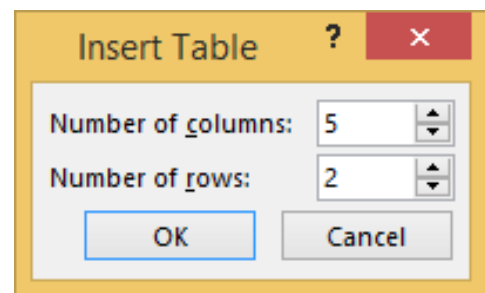 Insert Table ? ×
Number of columns: 5
Number of rows: 2
OK Cancel